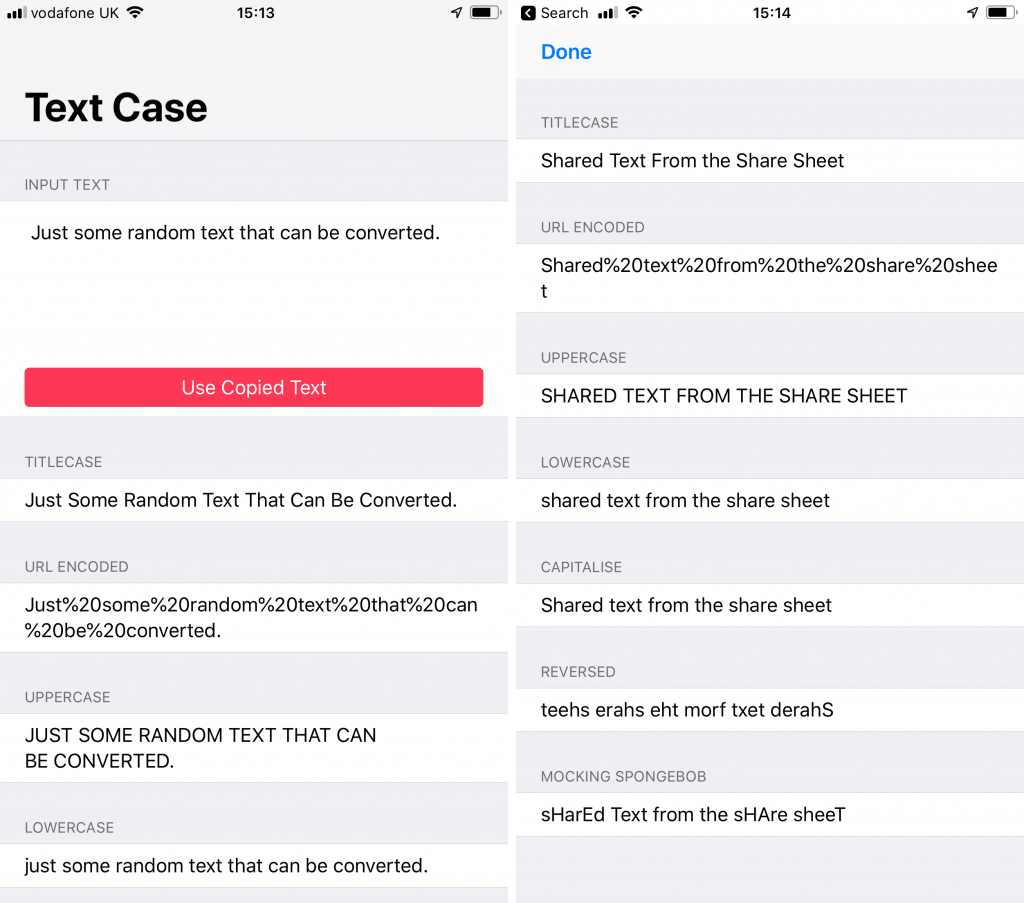 vodafone UK
15:13
Text Case
INPUT TEXT
Just some random text that can be converted.
Use Copied Text
TITLECASE
Just Some Random Text That Can Be Converted.
URL ENCODED
Just%20some%20random%20text%20that%20can
%20be%20converted.
UPPERCASE
JUST SOME RANDOM TEXT THAT CAN
BE CONVERTED.
LOWERCASE
just some random text that can be converted.
Search
15:14
Done
TITLECASE
Shared Text From the Share Sheet
URL ENCODED
Shared%20text%20from%20the%20share%20shee
t
UPPERCASE
SHARED TEXT FROM THE SHARE SHEET
LOWERCASE
shared text from the share sheet
CAPITALISE
Shared text from the share sheet
REVERSED
teehs erahs eht morf txet derahS
MOCKING SPONGEBOB
sHarEd Text from the sHAre sheeT